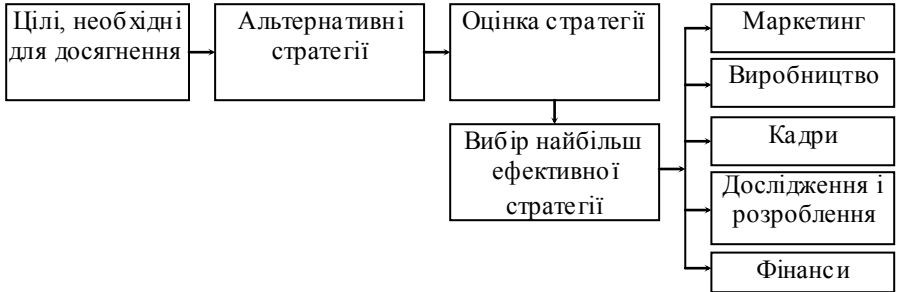 Цілі, необхідні
для досягнення
Альтернативні
стратегії
Оцінка стратегії
Вибір найбільш
ефективної
стратегії
Маркетинг
Виробництво
Кадри
Дослідження і
розроблення
Фінанси